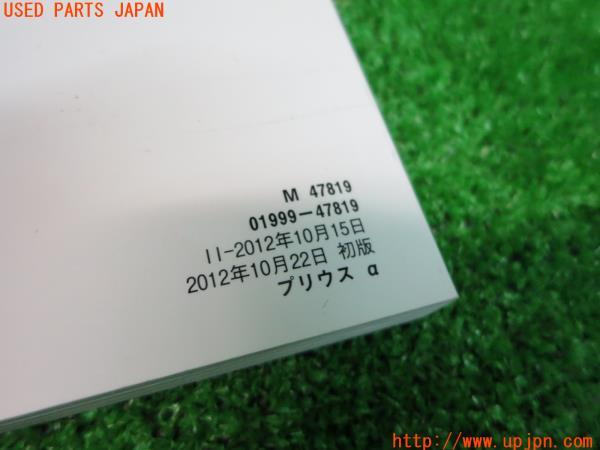 USED PARTS JAPAN
M 47819
01999-47819
II-2012年10月15日
2012年10月22日 初版
プリウス α
http://www.upjpn.com